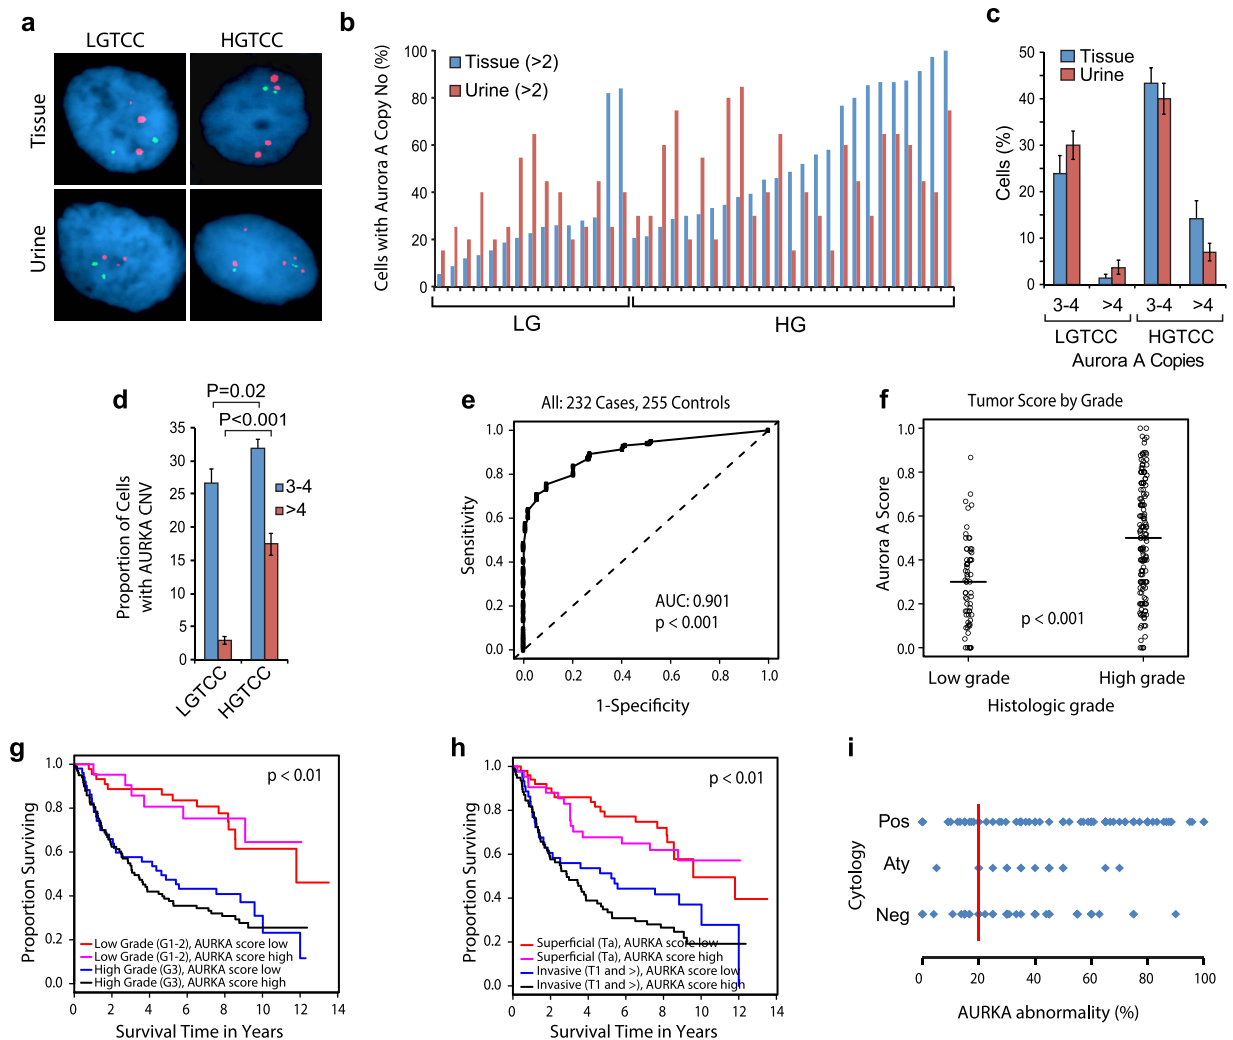 a
LGTCC
HGTCC
Tissue
Urine
b
Cells with Aurora A Copy No (%)
100
80
60
40
20
0
Tissue (>2)
Urine (>2)
LG
HG
c
Cells (%)
50
40
30
20
10
0
Tissue
Urine
3-4
>4
3-4
>4
LGTCC
HGTCC
Aurora A Copies
d
P=0.02
P<0.001
Proportion of Cells
with AURKA CNV
35
30
25
20
15
10
5
0
3-4
>4
LGTCC
HGTCC
e
All: 232 Cases, 255 Controls
Sensitivity
1.0
0.8
0.6
0.4
0.2
0.0
AUC: 0.901
p < 0.001
0.0
0.2
0.4
0.6
0.8
1.0
1-Specificity
f
Tumor Score by Grade
Aurora A Score
1.0
0.8
0.6
0.4
0.2
0.0
p < 0.001
Low grade
High grade
Histologic grade
g
Proportion Surviving
1.0
0.8
0.6
0.4
0.2
0.0
p < 0.01
Low Grade (G1-2), AURKA score low
Low Grade (G1-2), AURKA score high
High Grade (G3), AURKA score low
High Grade (G3), AURKA score high
0
2
4
6
8
10
12
14
Survival Time in Years
h
Proportion Surviving
1.0
0.8
0.6
0.4
0.2
0.0
p < 0.01
Superficial (Ta), AURKA score low
Superficial (Ta), AURKA score high
Invasive (T1 and >), AURKA score low
Invasive (T1 and >), AURKA score high
0
2
4
6
8
10
12
14
Survival Time in Years
i
Cytology
Pos
Aty
Neg
0
20
40
60
80
100
AURKA abnormality (%)